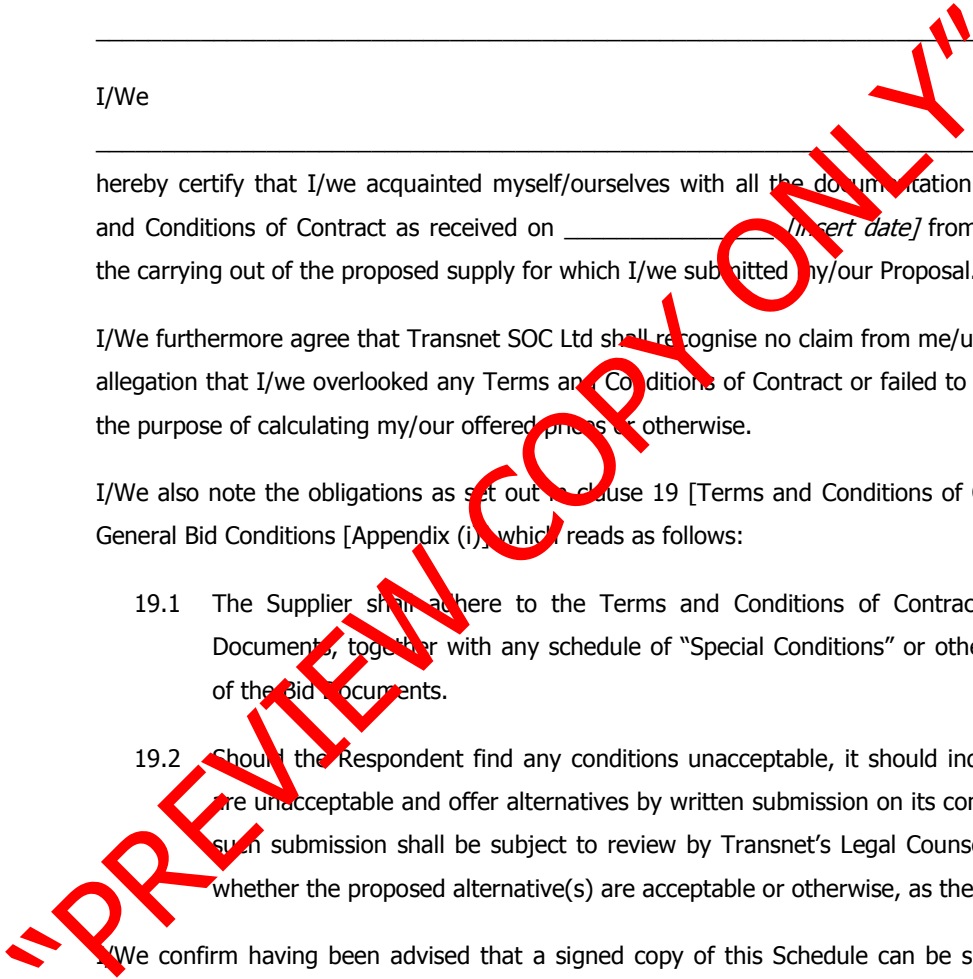 I/We
hereby certify that I/we acquainted myself/ourselves with all the documentation
and Conditions of Contract as received on ________________ [insert date] from
the carrying out of the proposed supply for which I/we submitted my/our Proposal.
I/We furthermore agree that Transnet SOC Ltd shall recognise no claim from me/u
allegation that I/we overlooked any Terms and Conditions of Contract or failed to
the purpose of calculating my/our offered prices or otherwise.
I/We also note the obligations as set out in clause 19 [Terms and Conditions of
General Bid Conditions [Appendix (i)] which reads as follows:
19.1 The Supplier shall adhere to the Terms and Conditions of Contrac
Documents, together with any schedule of “Special Conditions” or othe
of the Bid Documents.
19.2 Should the Respondent find any conditions unacceptable, it should ind
are unacceptable and offer alternatives by written submission on its co
such submission shall be subject to review by Transnet’s Legal Counse
whether the proposed alternative(s) are acceptable or otherwise, as the
I/We confirm having been advised that a signed copy of this Schedule can be s
“PREVIEW COPY ONLY”